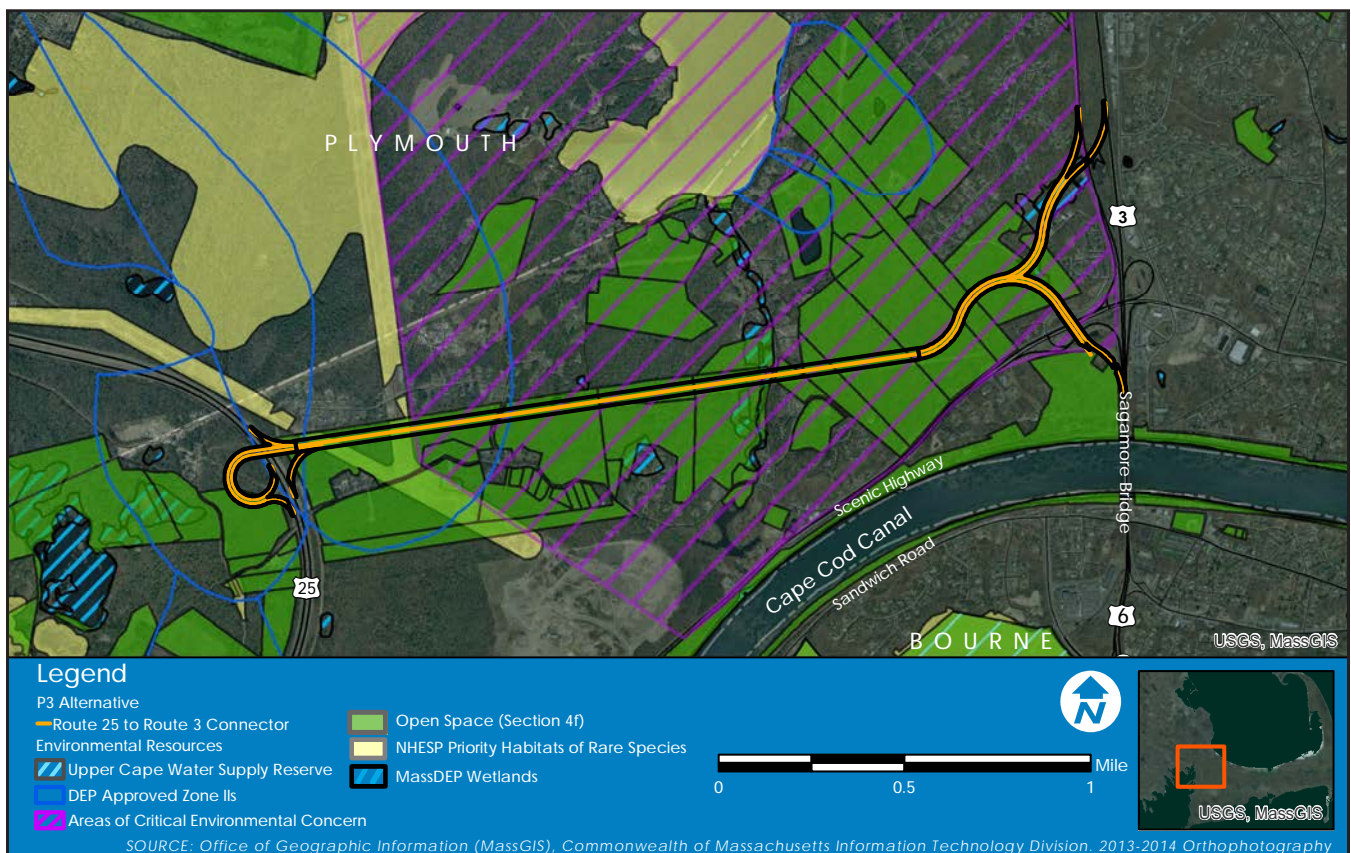 PLYMOUTH
3
Sagamore Bridge
Scenic Highway
Cape Cod Canal
Sandwich Road
25
6
BOURNE
USGS, MassGIS
Legend
P3 Alternative
Route 25 to Route 3 Connector
Environmental Resources
Upper Cape Water Supply Reserve
DEP Approved Zone IIs
Areas of Critical Environmental Concern
Open Space (Section 4f)
NHESP Priority Habitats of Rare Species
MassDEP Wetlands
N
Mile
0 0.5 1
USGS, MassGIS
SOURCE: Office of Geographic Information (MassGIS), Commonwealth of Massachusetts Information Technology Division. 2013-2014 Orthophotography